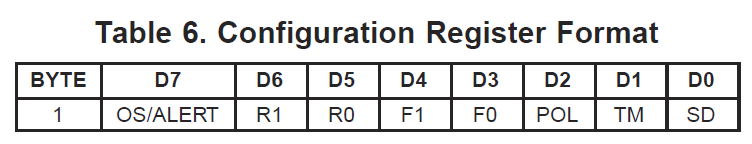 Table 6. Configuration Register Format
BYTE D7 D6 D5 D4 D3 D2 D1 D0
1 OS/ALERT R1 R0 F1 F0 POL TM SD